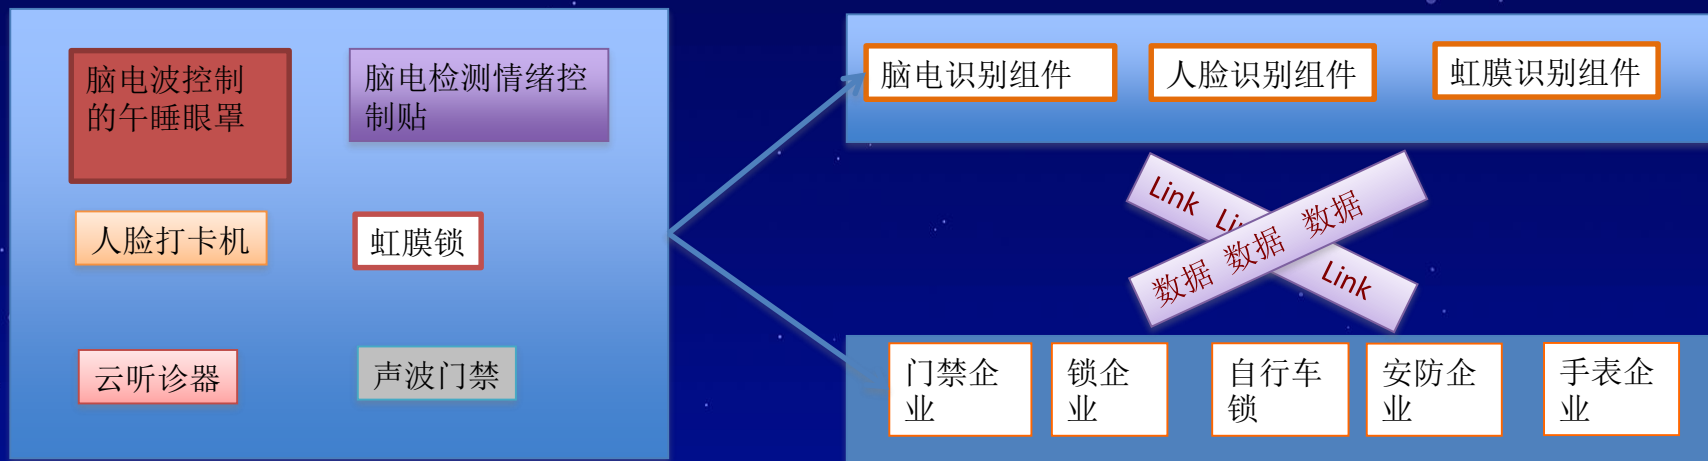 脑电波控制
的午睡眼罩
脑电检测情绪控
制贴
人脸打卡机
虹膜锁
云听诊器
声波门禁
脑电识别组件
人脸识别组件
虹膜识别组件
Link Li Link
数据 数据 数据
门禁企
业
锁企
业
自行车
锁
安防企
业
手表企
业